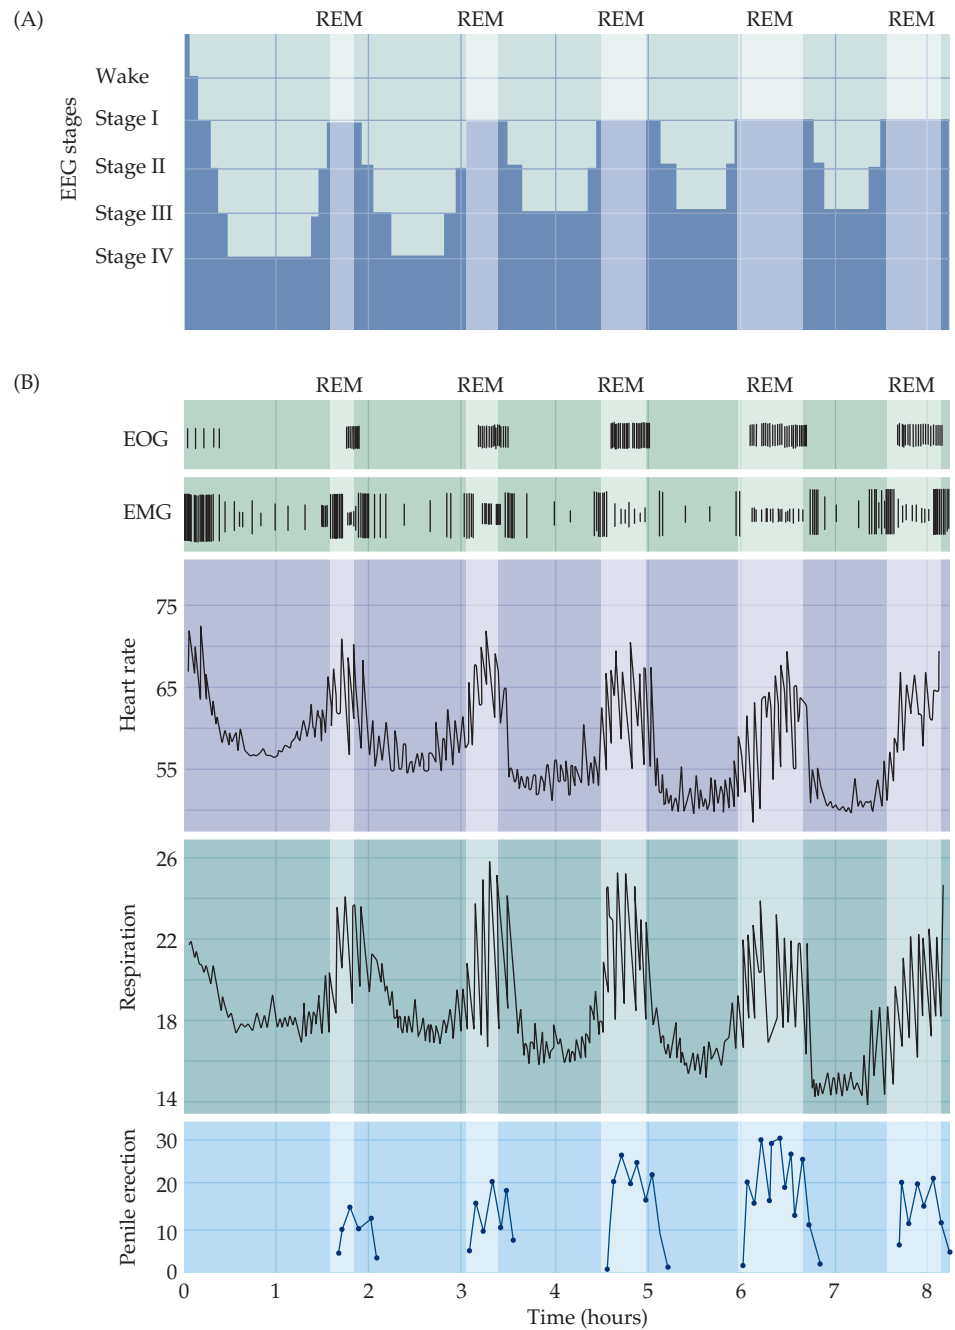 (A)
REM REM REM REM REM
EEG stages
Wake
Stage I
Stage II
Stage III
Stage IV
(B)
REM REM REM REM REM
EOG
EMG
Heart rate
75
65
55
Respiration
26
22
18
14
Penile erection
30
20
10
0
0 1 2 3 4 5 6 7 8
Time (hours)